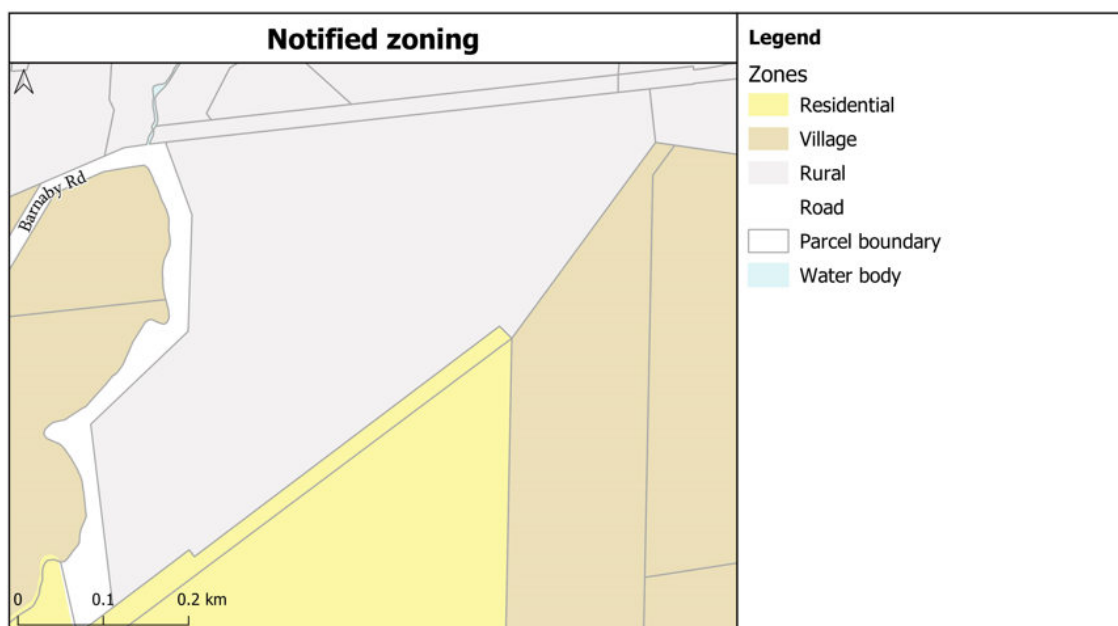 Notified zoning
Legend
Zones
Residential
Village
Rural
Road
Parcel boundary
Water body
Barnaby Rd
0 0.1 0.2 km